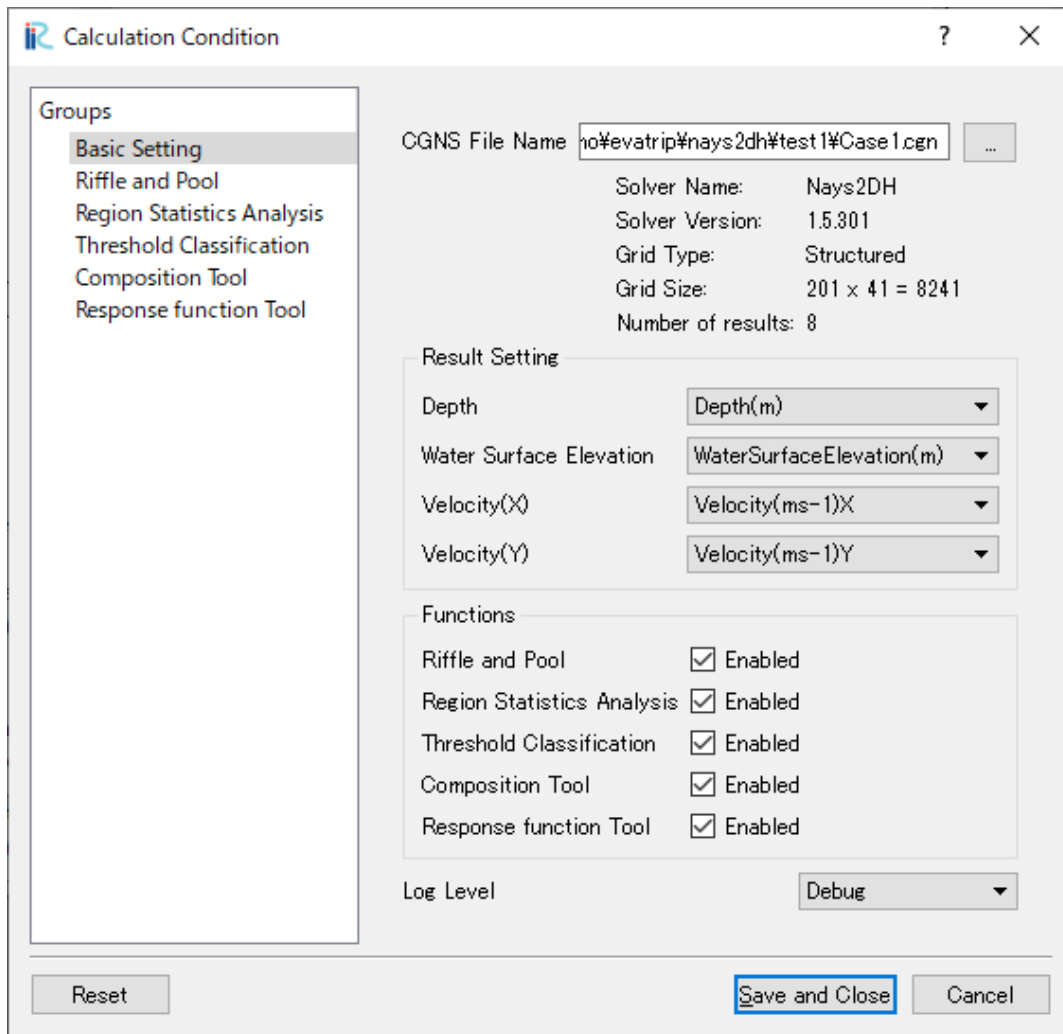 iRC Calculation Condition ? ×
Groups
Basic Setting
Riffle and Pool
Region Statistics Analysis
Threshold Classification
Composition Tool
Response function Tool
CGNS File Name no¥evatrip¥nays2dh¥test1¥Case1.cgn ...
Solver Name: Nays2DH
Solver Version: 1.5.301
Grid Type: Structured
Grid Size: 201 x 41 = 8241
Number of results: 8
Result Setting
Depth Depth(m)
Water Surface Elevation WaterSurfaceElevation(m)
Velocity(X) Velocity(ms-1)X
Velocity(Y) Velocity(ms-1)Y
Functions
Riffle and Pool Enabled
Region Statistics Analysis Enabled
Threshold Classification Enabled
Composition Tool Enabled
Response function Tool Enabled
Log Level Debug
Reset Save and Close Cancel